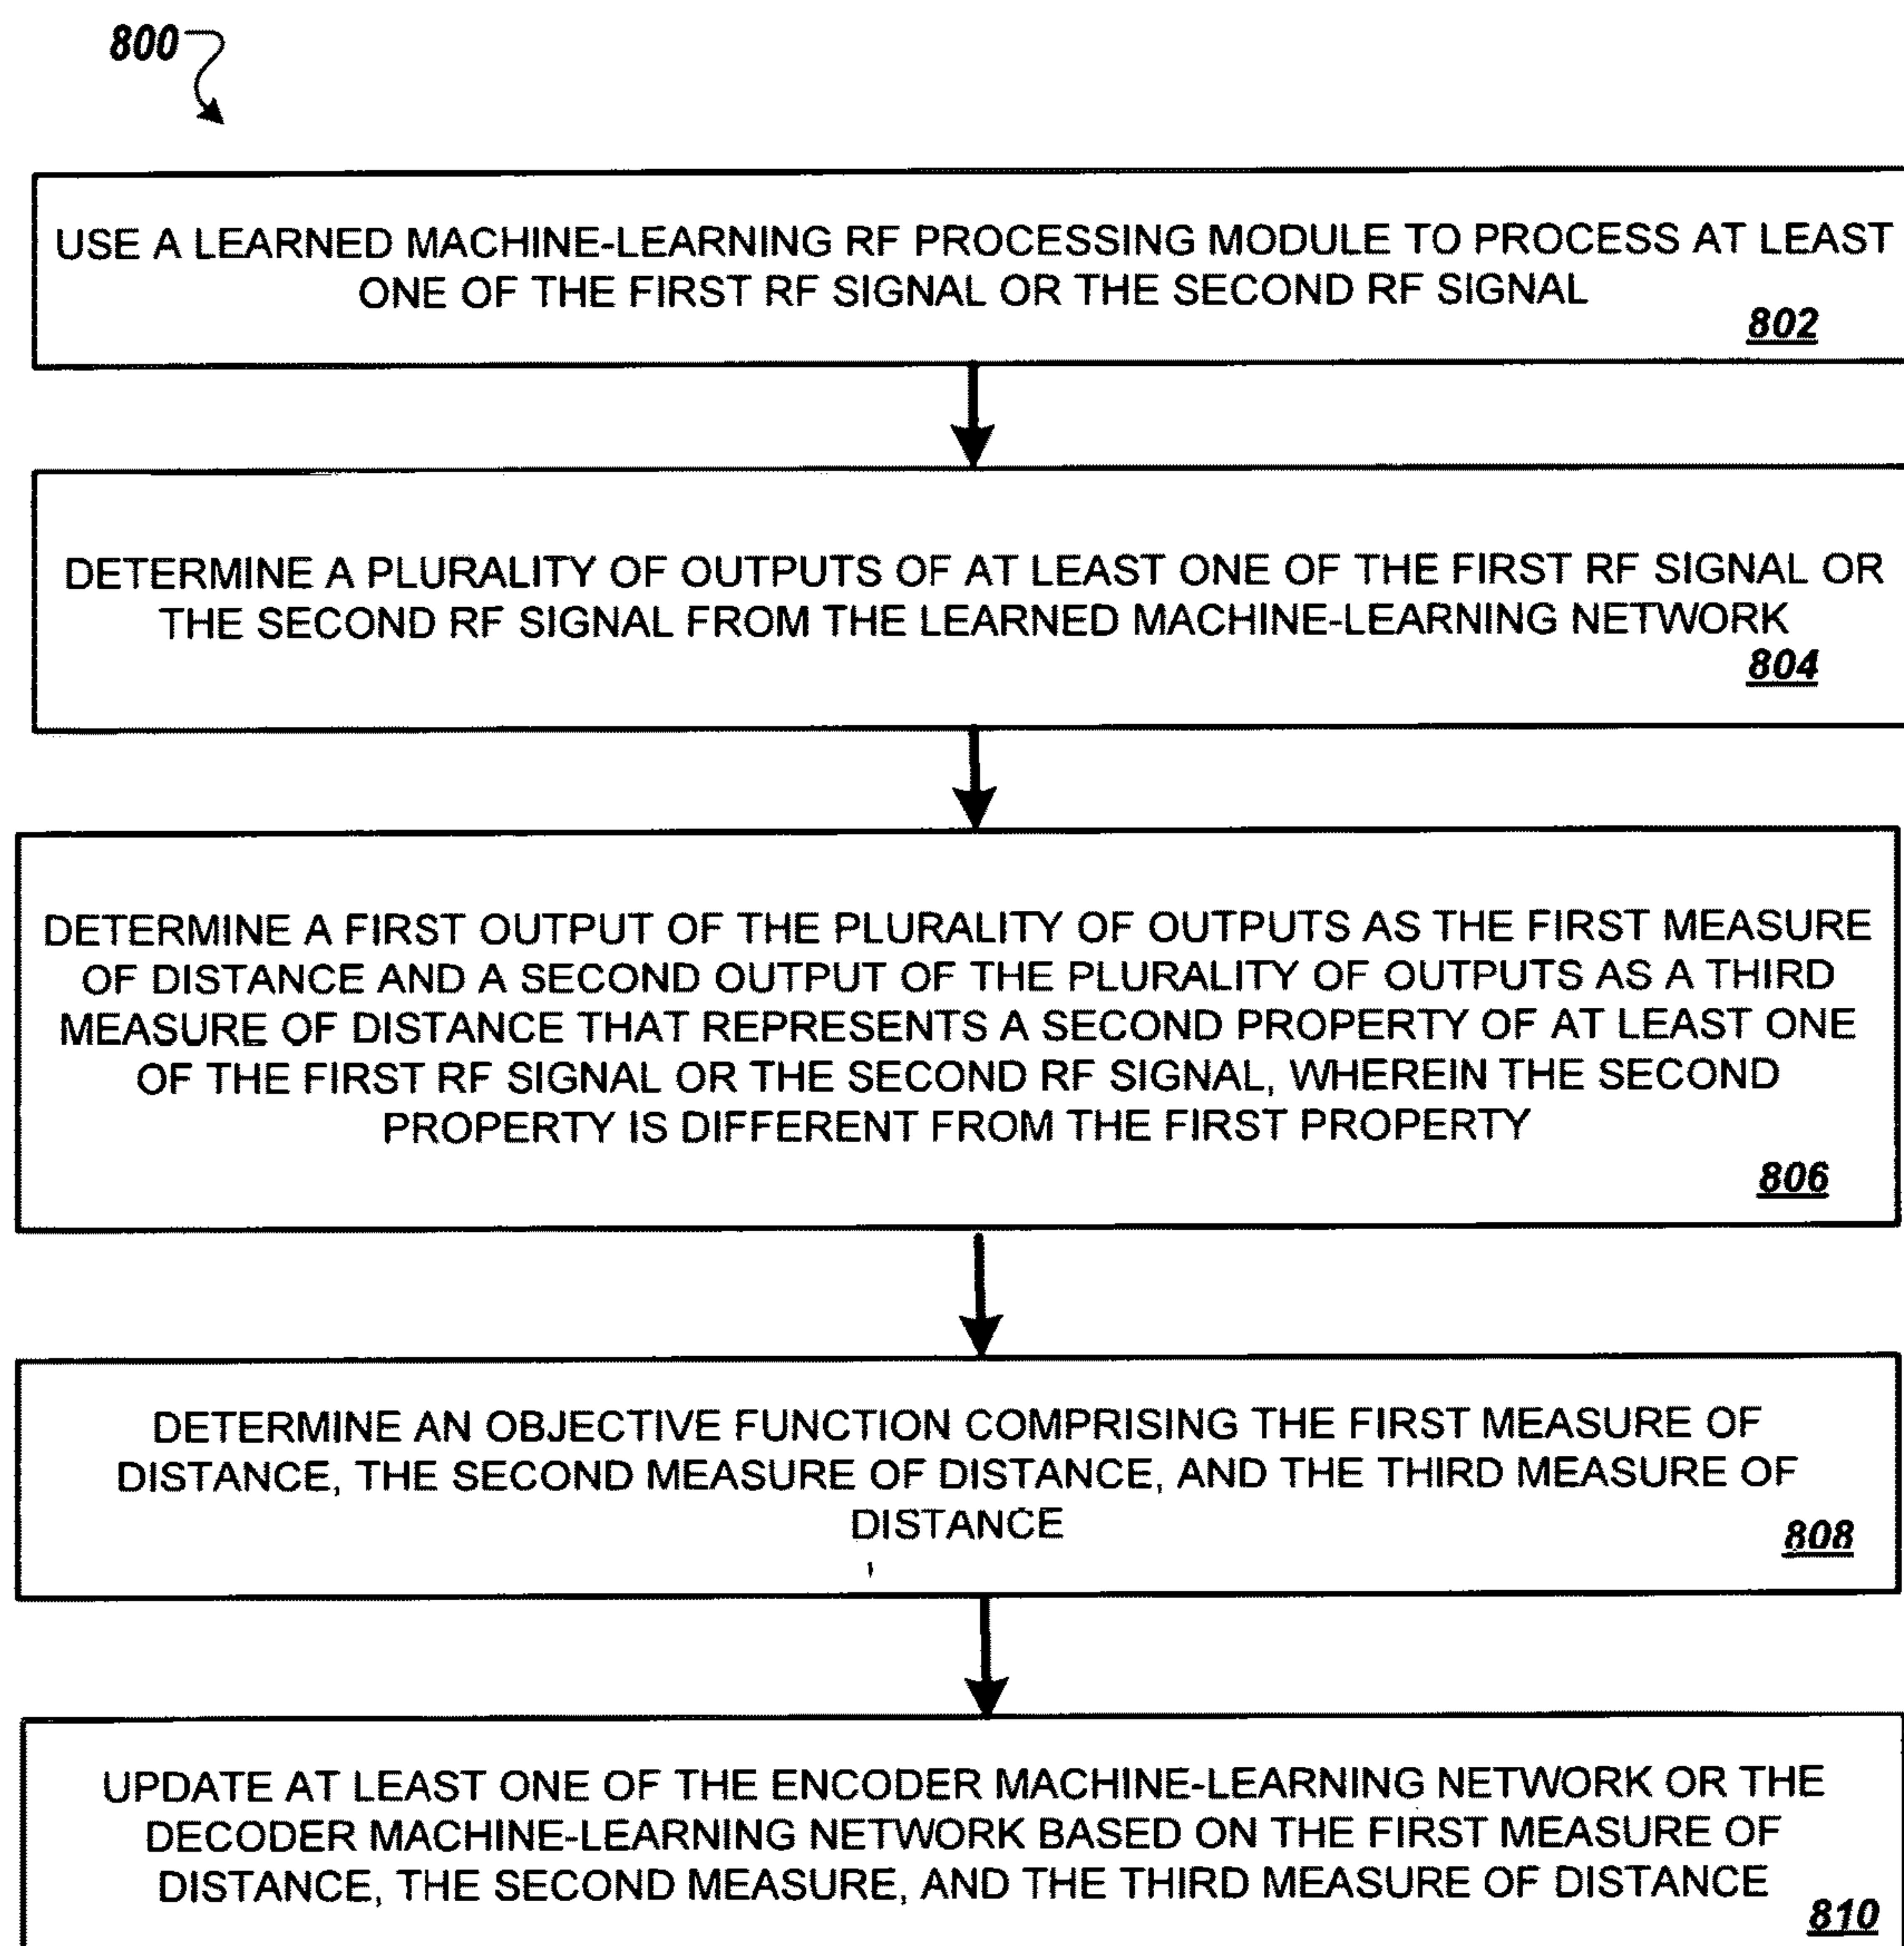 800
USE A LEARNED MACHINE-LEARNING RF PROCESSING MODULE TO PROCESS AT LEAST
ONE OF THE FIRST RF SIGNAL OR THE SECOND RF SIGNAL
802
DETERMINE A PLURALITY OF OUTPUTS OF AT LEAST ONE OF THE FIRST RF SIGNAL OR
THE SECOND RF SIGNAL FROM THE LEARNED MACHINE-LEARNING NETWORK
804
DETERMINE A FIRST OUTPUT OF THE PLURALITY OF OUTPUTS AS THE FIRST MEASURE
OF DISTANCE AND A SECOND OUTPUT OF THE PLURALITY OF OUTPUTS AS A THIRD
MEASURE OF DISTANCE THAT REPRESENTS A SECOND PROPERTY OF AT LEAST ONE
OF THE FIRST RF SIGNAL OR THE SECOND RF SIGNAL, WHEREIN THE SECOND
PROPERTY IS DIFFERENT FROM THE FIRST PROPERTY
806
DETERMINE AN OBJECTIVE FUNCTION COMPRISING THE FIRST MEASURE OF
DISTANCE, THE SECOND MEASURE OF DISTANCE, AND THE THIRD MEASURE OF
DISTANCE
808
UPDATE AT LEAST ONE OF THE ENCODER MACHINE-LEARNING NETWORK OR THE
DECODER MACHINE-LEARNING NETWORK BASED ON THE FIRST MEASURE OF
DISTANCE, THE SECOND MEASURE, AND THE THIRD MEASURE OF DISTANCE
810